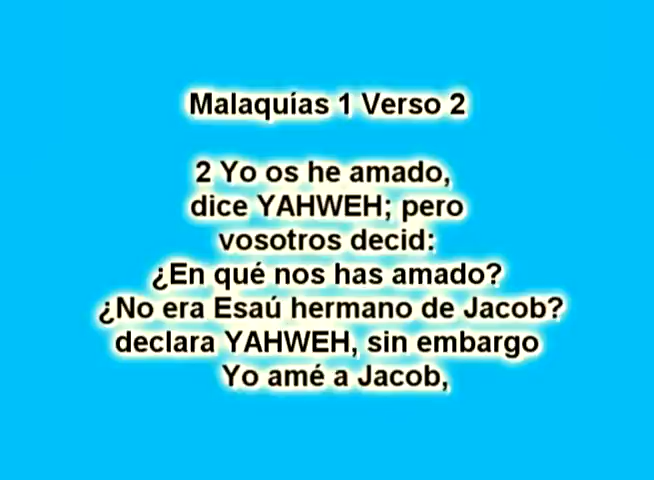 Malaquías 1 Verso 2
2 Yo os he amado,
dice YAHWEH; pero
vosotros decid:
¿En qué nos has amado?
¿No era Esaú hermano de Jacob?
declara YAHWEH, sin embargo
Yo amé a Jacob,